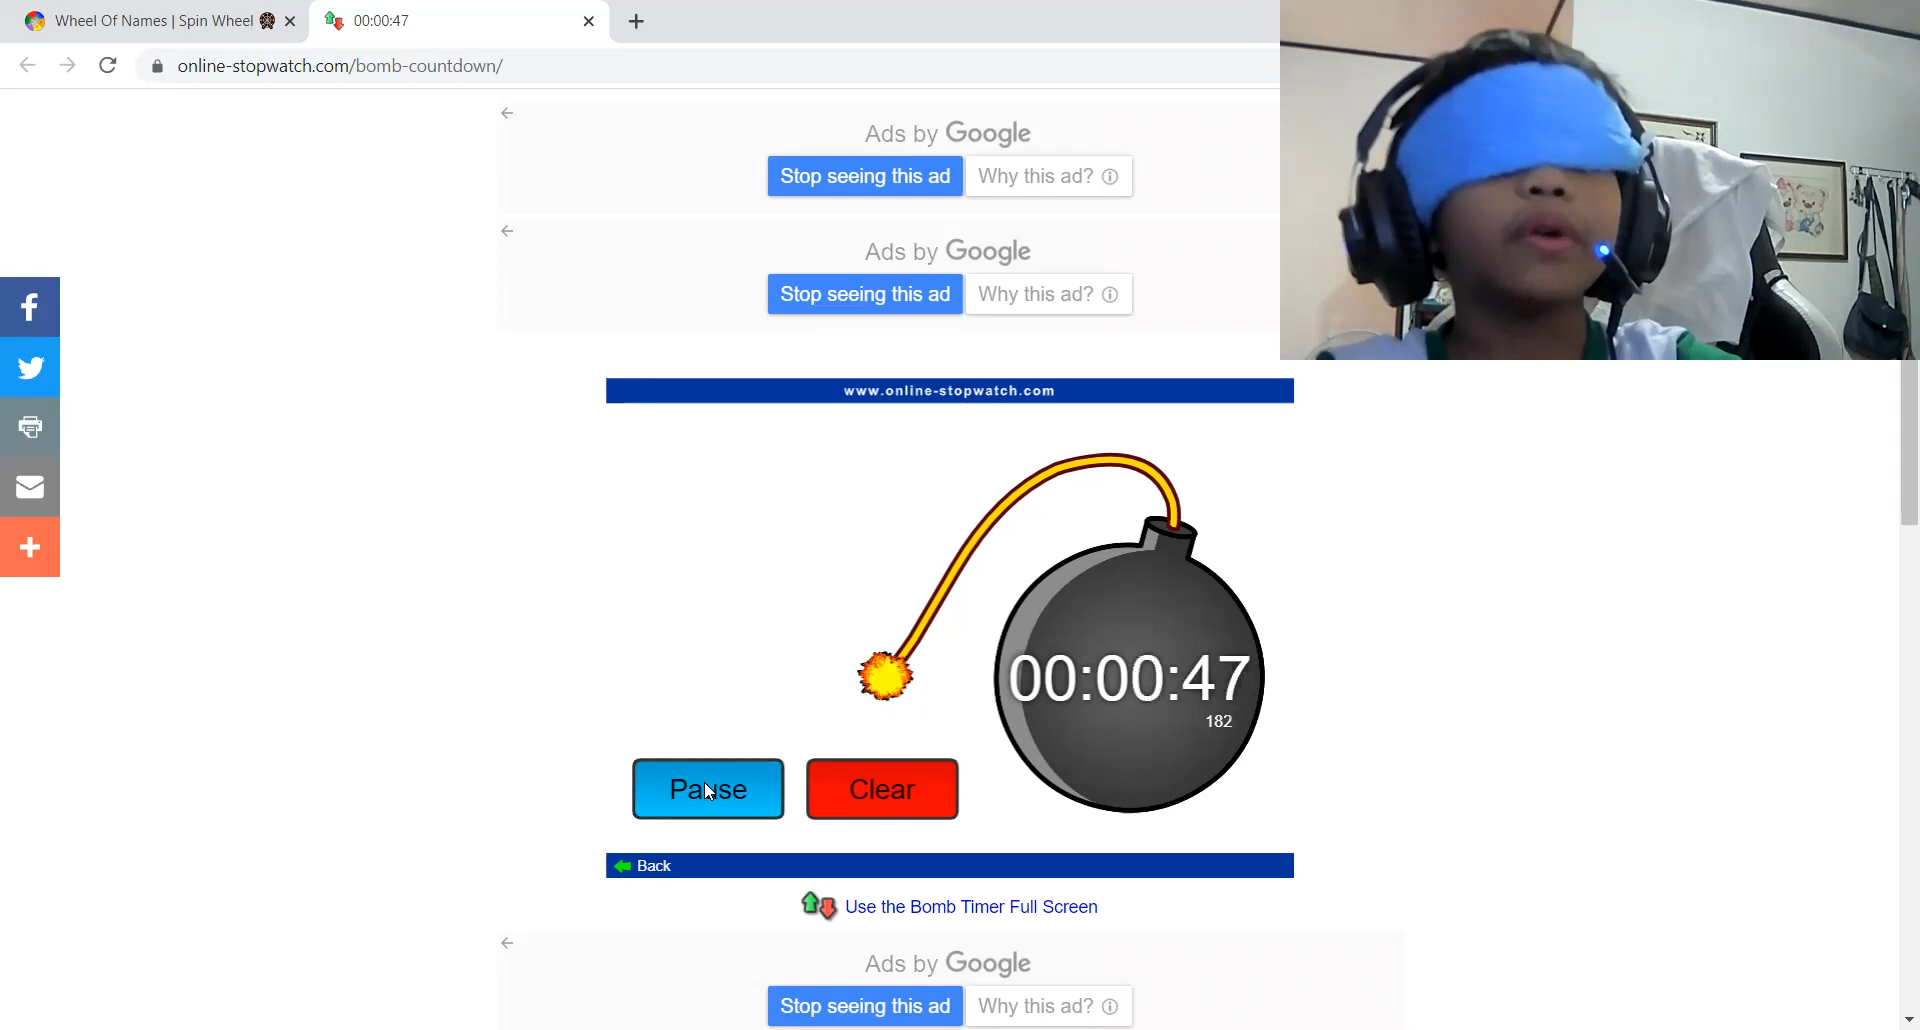 Wheel Of Names | Spin Wheel
00:00:47
online-stopwatch.com/bomb-countdown/
Ads by Google
Stop seeing this ad
Why this ad?
Ads by Google
Stop seeing this ad
Why this ad?
www.online-stopwatch.com
00:00:47
182
Pause
Clear
Back
Use the Bomb Timer Full Screen
Ads by Google
Stop seeing this ad
Why this ad?